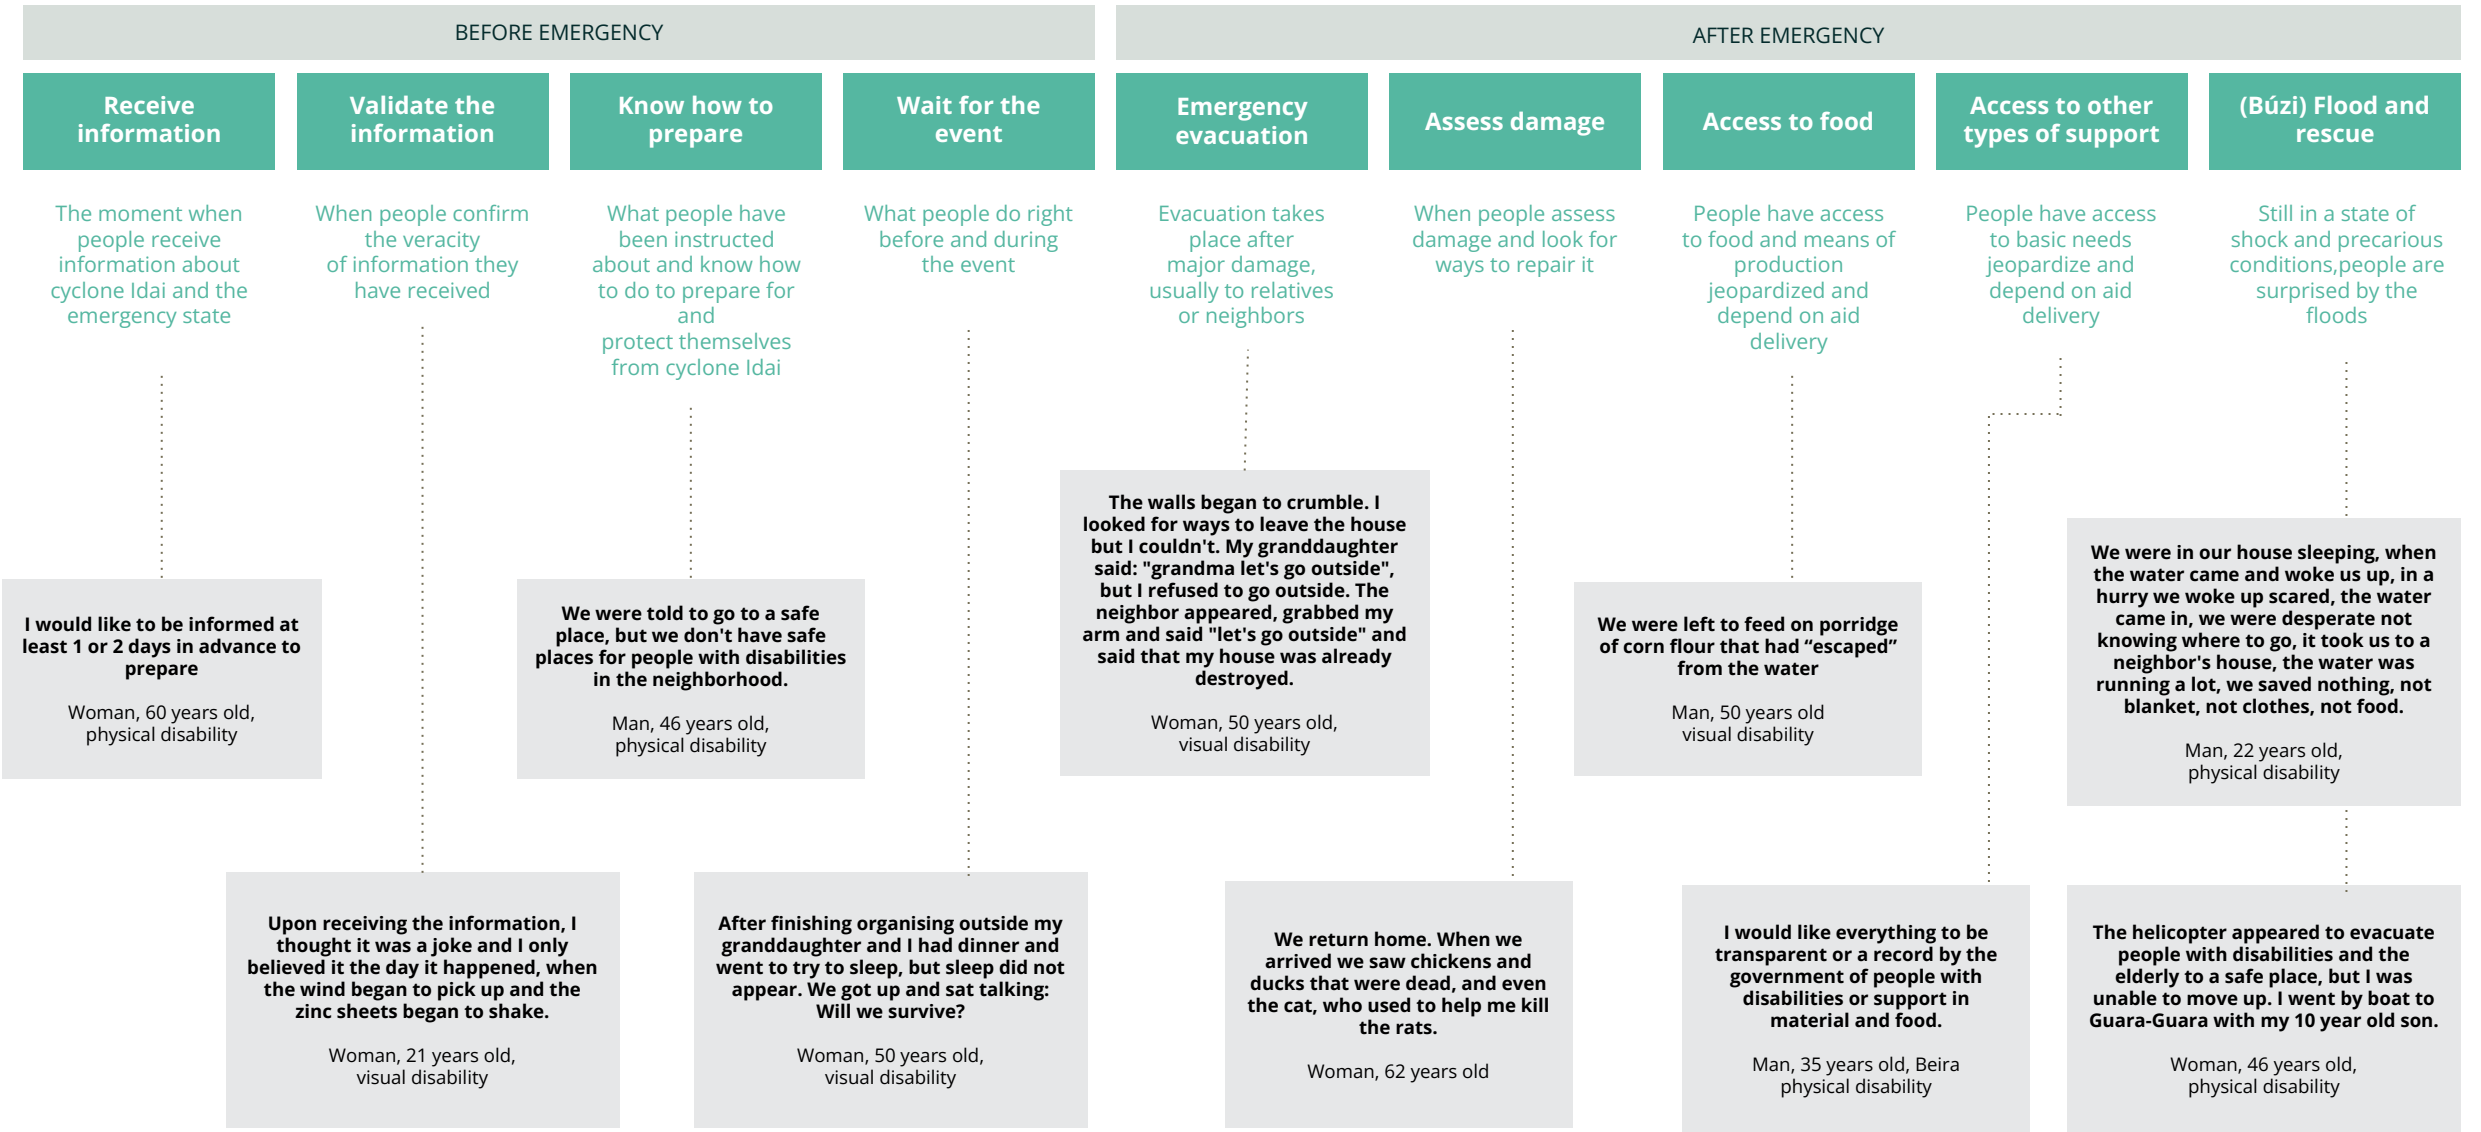 BEFORE EMERGENCY
AFTER EMERGENCY
Receive
information
Validate the
information
Know how to
prepare
Wait for the
event
Emergency
evacuation
Assess damage
Access to food
Access to other
types of support
(Búzi) Flood and
rescue
The moment when
people receive
information about
cyclone Idai and the
emergency state
When people confirm
the veracity
of information they
have received
What people have
been instructed
about and know how
to do to prepare for
and
protect themselves
from cyclone Idai
What people do right
before and during
the event
Evacuation takes
place after
major damage,
usually to relatives
or neighbors
When people assess
damage and look for
ways to repair it
People have access
to food and means of
production
jeopardized and
depend on aid
delivery
People have access
to basic needs
jeopardize and
depend on aid
delivery
Still in a state of
shock and precarious
conditions,people are
surprised by the
floods
I would like to be informed at
least 1 or 2 days in advance to
prepare
Woman, 60 years old,
physical disability
Upon receiving the information, I
thought it was a joke and I only
believed it the day it happened, when
the wind began to pick up and the
zinc sheets began to shake.
Woman, 21 years old,
visual disability
We were told to go to a safe
place, but we don't have safe
places for people with disabilities
in the neighborhood.
Man, 46 years old,
physical disability
After finishing organising outside my
granddaughter and I had dinner and
went to try to sleep, but sleep did not
appear. We got up and sat talking:
Will we survive?
Woman, 50 years old,
visual disability
The walls began to crumble. I
looked for ways to leave the house
but I couldn't. My granddaughter
said: "grandma let's go outside",
but I refused to go outside. The
neighbor appeared, grabbed my
arm and said "let's go outside" and
said that my house was already
destroyed.
Woman, 50 years old,
visual disability
We return home. When we
arrived we saw chickens and
ducks that were dead, and even
the cat, who used to help me kill
the rats.
Woman, 62 years old
We were left to feed on porridge
of corn flour that had “escaped”
from the water
Man, 50 years old
visual disability
I would like everything to be
transparent or a record by the
government of people with
disabilities or support in
material and food.
Man, 35 years old, Beira
physical disability
We were in our house sleeping, when
the water came and woke us up, in a
hurry we woke up scared, the water
came in, we were desperate not
knowing where to go, it took us to a
neighbor's house, the water was
running a lot, we saved nothing, not
blanket, not clothes, not food.
Man, 22 years old,
physical disability
The helicopter appeared to evacuate
people with disabilities and the
elderly to a safe place, but I was
unable to move up. I went by boat to
Guara-Guara with my 10 year old son.
Woman, 46 years old,
physical disability